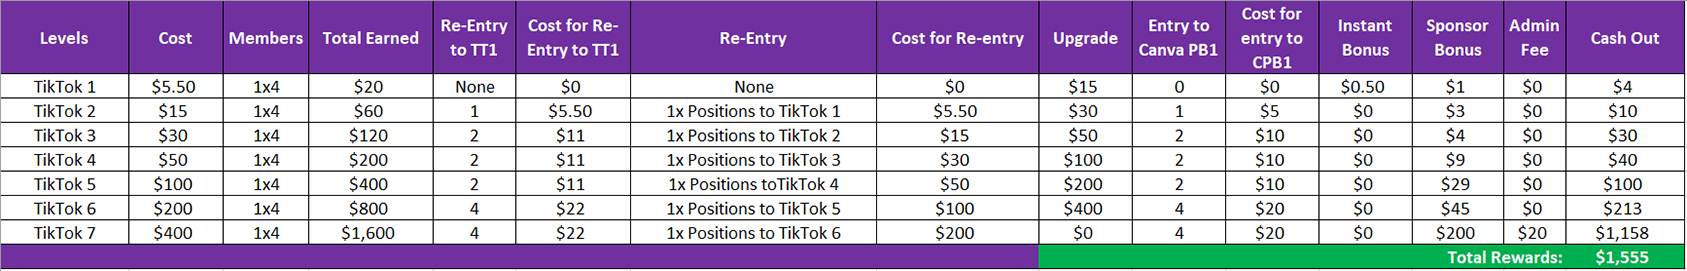 Levels Cost Members Total Earned Re-Entry to TT1 Cost for Re-Entry to TT1 Re-Entry Cost for Re-entry Upgrade Entry to Canva PB1 Cost for entry to CPB1 Instant Bonus Sponsor Bonus Admin Fee Cash Out
TikTok 1 $5.50 1x4 $20 None $0 None $0 $15 0 $0 $0.50 $1 $0 $4
TikTok 2 $15 1x4 $60 1 $5.50 1x Positions to TikTok 1 $5.50 $30 1 $5 $0 $3 $0 $10
TikTok 3 $30 1x4 $120 2 $11 1x Positions to TikTok 2 $15 $50 2 $10 $0 $4 $0 $30
TikTok 4 $50 1x4 $200 2 $11 1x Positions to TikTok 3 $30 $100 2 $10 $0 $9 $0 $40
TikTok 5 $100 1x4 $400 2 $11 1x Positions toTikTok 4 $50 $200 2 $10 $0 $29 $0 $100
TikTok 6 $200 1x4 $800 4 $22 1x Positions to TikTok 5 $100 $400 4 $20 $0 $45 $0 $213
TikTok 7 $400 1x4 $1,600 4 $22 1x Positions to TikTok 6 $200 $0 4 $20 $0 $200 $20 $1,158
Total Rewards: $1,555